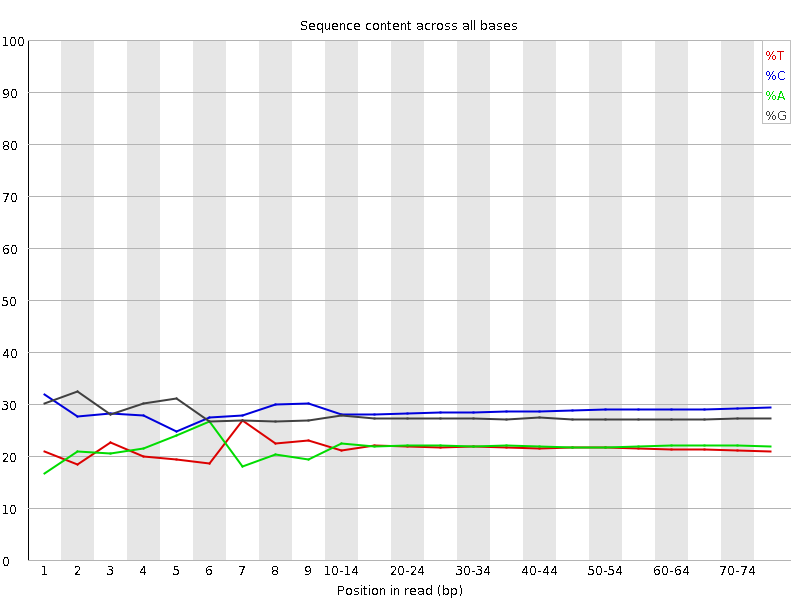 Sequence content across all bases
100
90
80
70
60
50
40
30
20
10
0
%T
%C
%A
%G
1 2 3 4 5 6 7 8 9 10-14 20-24 30-34 40-44 50-54 60-64 70-74
Position in read (bp)